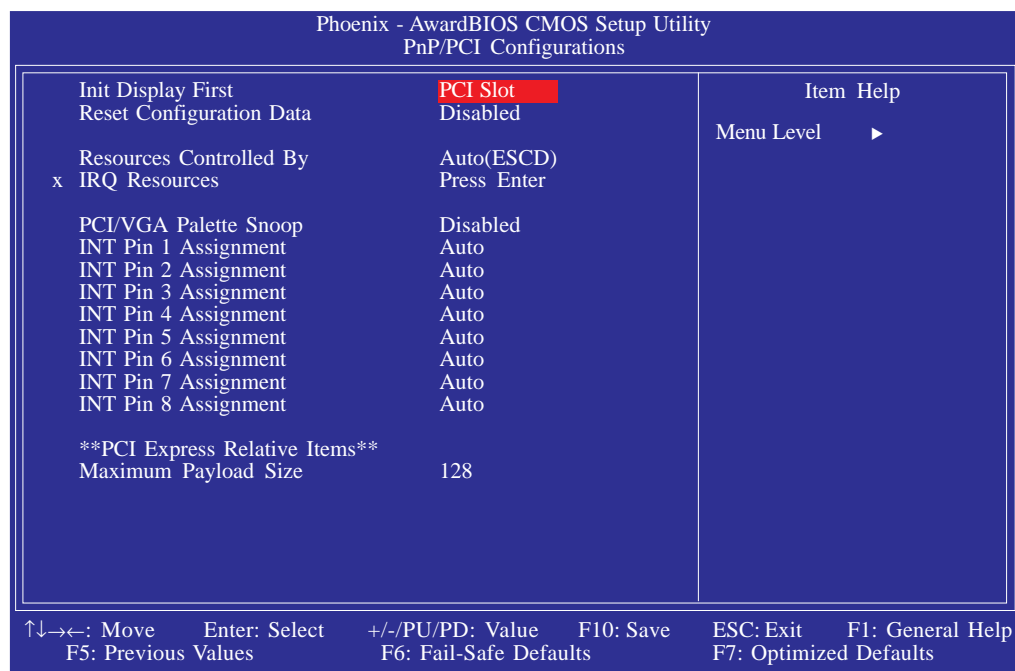 Phoenix - AwardBIOS CMOS Setup Utility
PnP/PCI Configurations
Init Display First PCI Slot
Reset Configuration Data Disabled
Resources Controlled By Auto(ESCD)
x IRQ Resources Press Enter
PCI/VGA Palette Snoop Disabled
INT Pin 1 Assignment Auto
INT Pin 2 Assignment Auto
INT Pin 3 Assignment Auto
INT Pin 4 Assignment Auto
INT Pin 5 Assignment Auto
INT Pin 6 Assignment Auto
INT Pin 7 Assignment Auto
INT Pin 8 Assignment Auto
**PCI Express Relative Items**
Maximum Payload Size 128
Item Help
Menu Level ▶
↑↓→←: Move Enter: Select +/-/PU/PD: Value F10: Save ESC: Exit F1: General Help
F5: Previous Values F6: Fail-Safe Defaults F7: Optimized Defaults